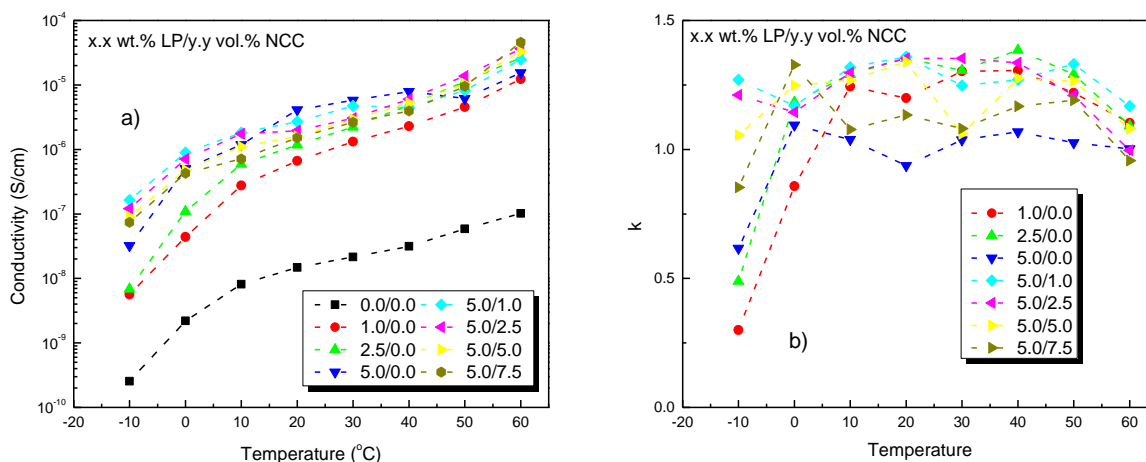 x.x wt.% LP/y.y vol.% NCC
a)
Conductivity (S/cm)
10⁻⁴
10⁻⁵
10⁻⁶
10⁻⁷
10⁻⁸
10⁻⁹
10⁻¹⁰
0.0/0.0 5.0/1.0
1.0/0.0 5.0/2.5
2.5/0.0 5.0/5.0
5.0/0.0 5.0/7.5
-20 -10 0 10 20 30 40 50 60
Temperature (°C)
x.x wt.% LP/y.y vol.% NCC
k
1.5
1.0
0.5
0.0
1.0/0.0
2.5/0.0
5.0/0.0
5.0/1.0
5.0/2.5
5.0/5.0
5.0/7.5
b)
-20 -10 0 10 20 30 40 50 60
Temperature